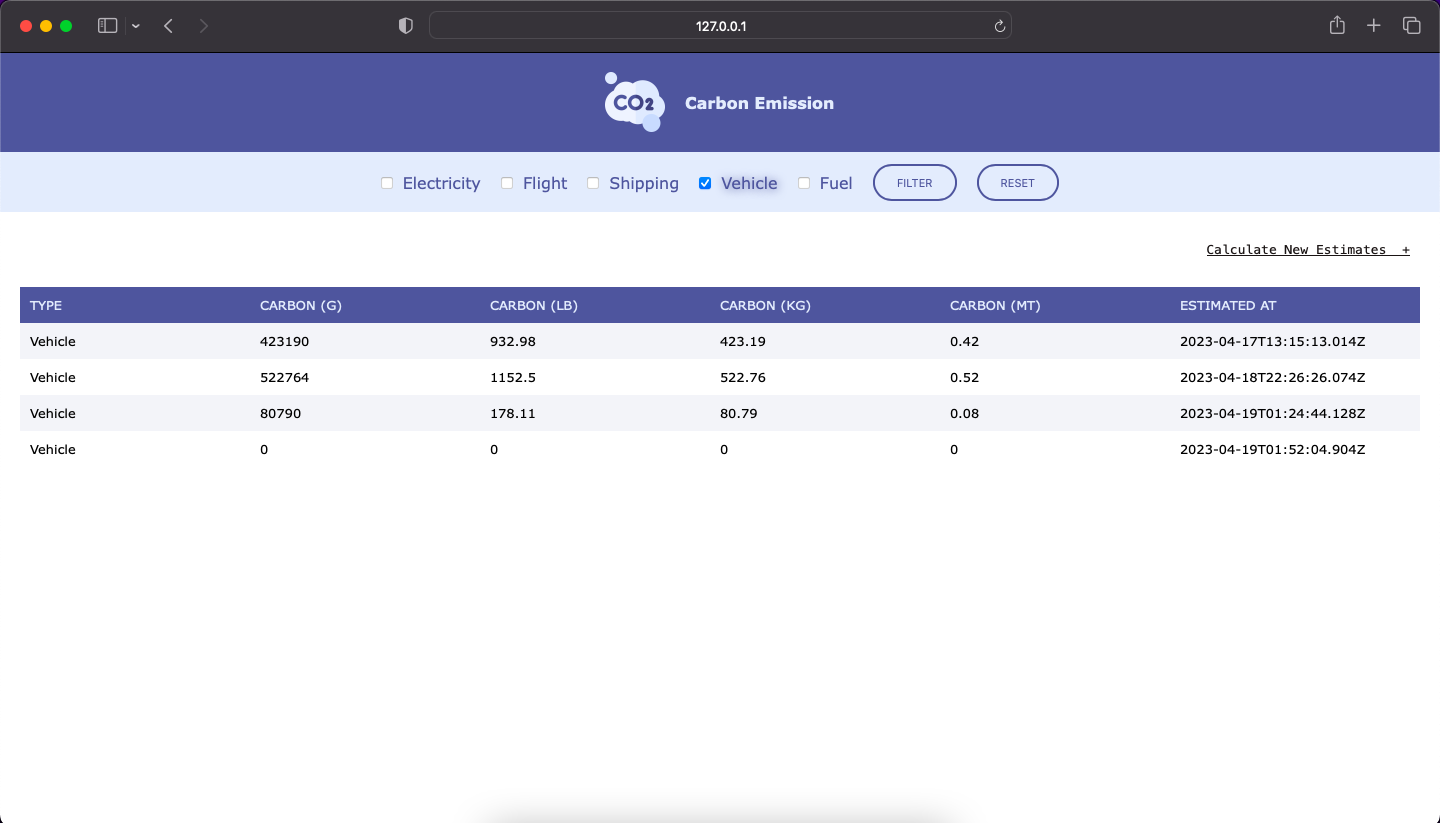 127.0.0.1
CO2 Carbon Emission
Electricity Flight Shipping Vehicle Fuel FILTER RESET
Calculate New Estimates +
TYPE CARBON (G) CARBON (LB) CARBON (KG) CARBON (MT) ESTIMATED AT
Vehicle 423190 932.98 423.19 0.42 2023-04-17T13:15:13.014Z
Vehicle 522764 1152.5 522.76 0.52 2023-04-18T22:26:26.074Z
Vehicle 80790 178.11 80.79 0.08 2023-04-19T01:24:44.128Z
Vehicle 0 0 0 0 2023-04-19T01:52:04.904Z